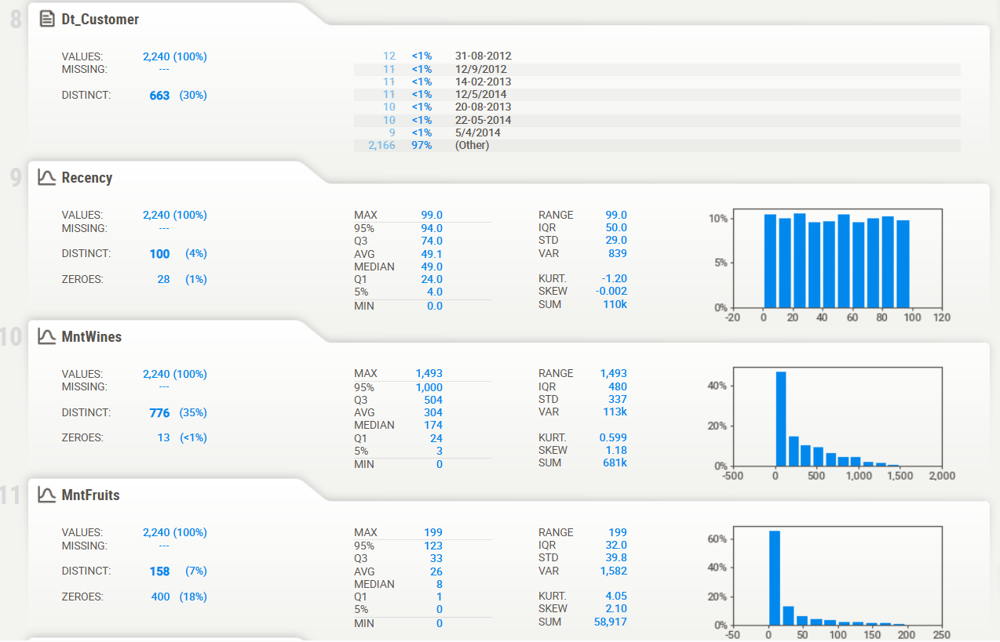 8 Dt_Customer
VALUES: 2,240 (100%)
MISSING: ---
DISTINCT: 663 (30%)
12 <1% 31-08-2012
11 <1% 12/9/2012
11 <1% 14-02-2013
11 <1% 12/5/2014
10 <1% 20-08-2013
10 <1% 22-05-2014
9 <1% 5/4/2014
2,166 97% (Other)
9 Recency
VALUES: 2,240 (100%)
MISSING: ---
DISTINCT: 100 (4%)
ZEROES: 28 (1%)
MAX 99.0
95% 94.0
Q3 74.0
AVG 49.1
MEDIAN 49.0
Q1 24.0
5% 4.0
MIN 0.0
RANGE 99.0
IQR 50.0
STD 29.0
VAR 839
KURT. -1.20
SKEW -0.002
SUM 110k
10%
5%
0%
-20 0 20 40 60 80 100 120
10 MntWines
VALUES: 2,240 (100%)
MISSING: ---
DISTINCT: 776 (35%)
ZEROES: 13 (<1%)
MAX 1,493
95% 1,000
Q3 504
AVG 304
MEDIAN 174
Q1 24
5% 3
MIN 0
RANGE 1,493
IQR 480
STD 337
VAR 113k
KURT. 0.599
SKEW 1.18
SUM 681k
40%
20%
0%
-500 0 500 1,000 1,500 2,000
11 MntFruits
VALUES: 2,240 (100%)
MISSING: ---
DISTINCT: 158 (7%)
ZEROES: 400 (18%)
MAX 199
95% 123
Q3 33
AVG 26
MEDIAN 8
Q1 1
5% 0
MIN 0
RANGE 199
IQR 32.0
STD 39.8
VAR 1,582
KURT. 4.05
SKEW 2.10
SUM 58,917
60%
40%
20%
0%
-50 0 50 100 150 200 250